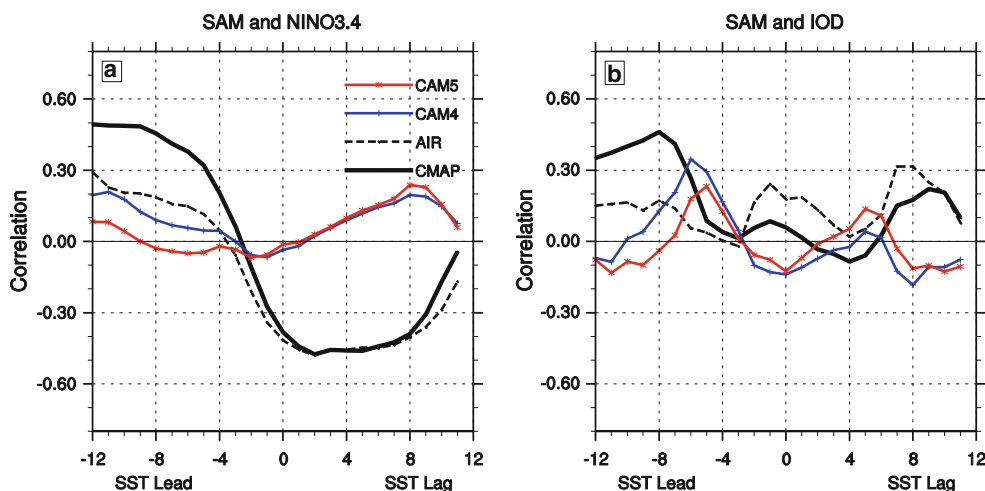 SAM and NINO3.4
a
CAM5
CAM4
AIR
CMAP
Correlation
0.60
0.30
0.00
-0.30
-0.60
-12 -8 -4 0 4 8 12
SST Lead SST Lag
SAM and IOD
b
Correlation
0.60
0.30
0.00
-0.30
-0.60
-12 -8 -4 0 4 8 12
SST Lead SST Lag